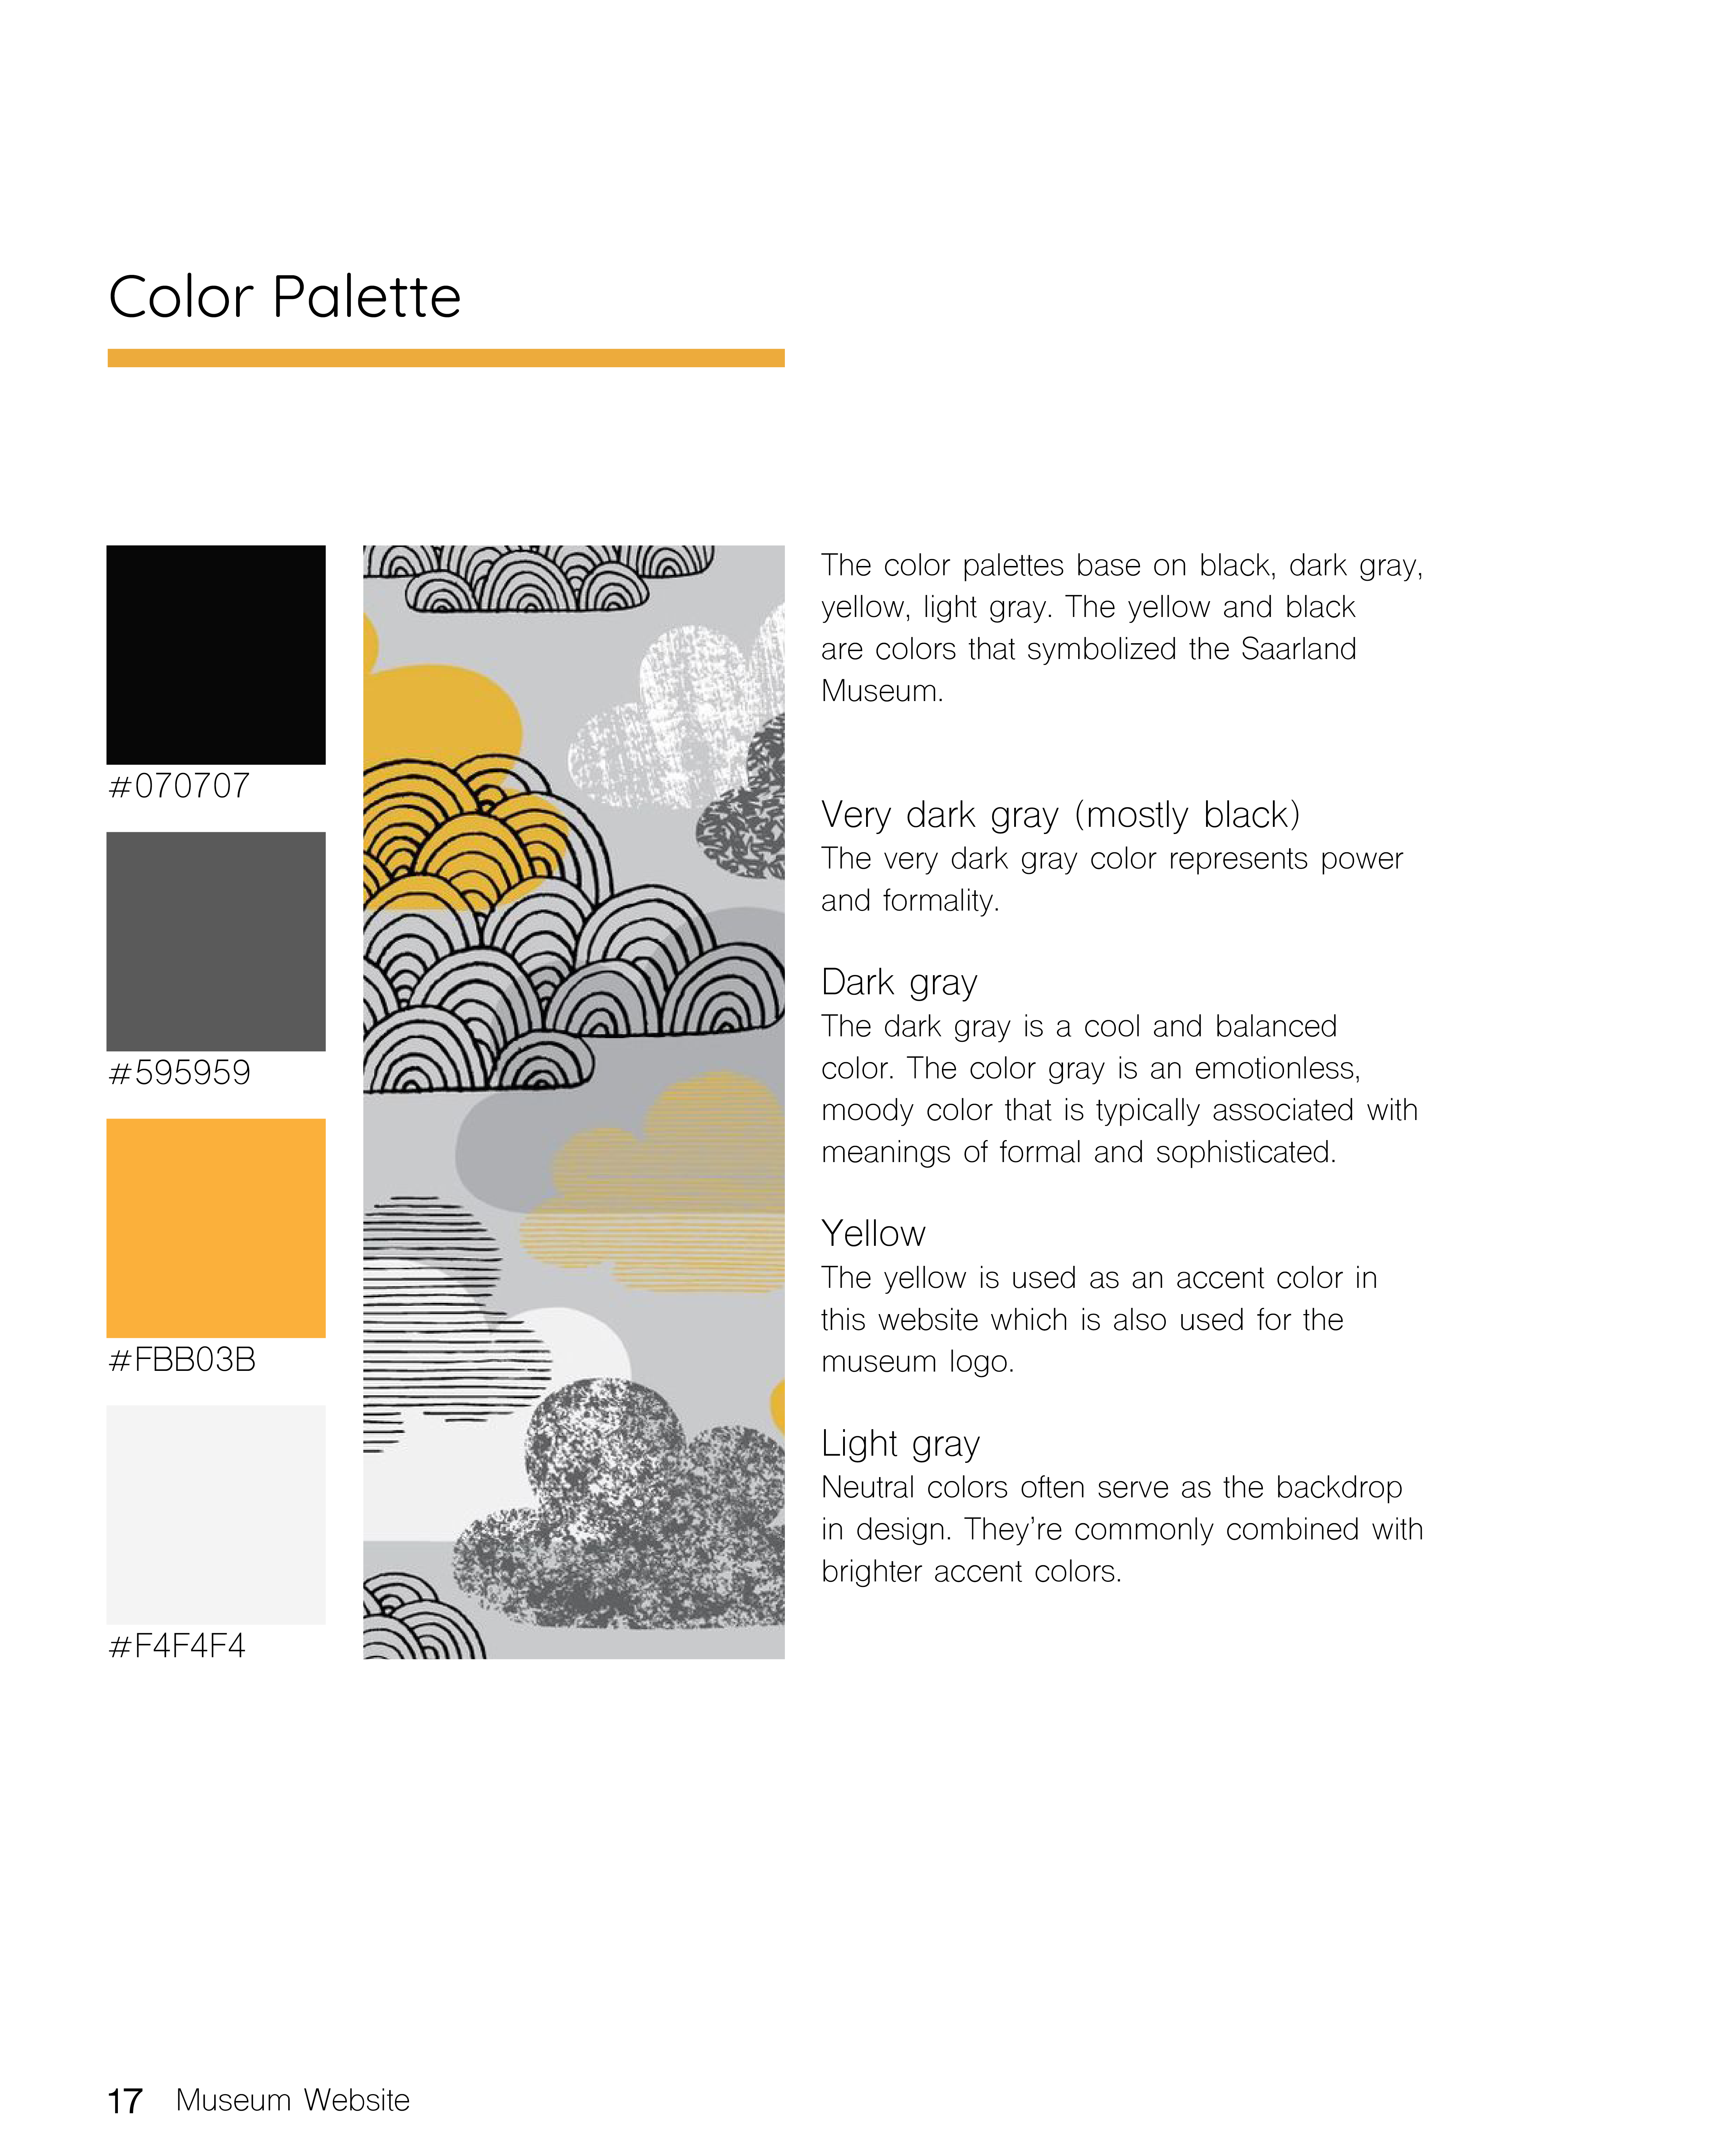 Color Palette
#070707
#595959
#FBB03B
#F4F4F4
The color palettes base on black, dark gray,
yellow, light gray. The yellow and black
are colors that symbolized the Saarland
Museum.
Very dark gray (mostly black)
The very dark gray color represents power
and formality.
Dark gray
The dark gray is a cool and balanced
color. The color gray is an emotionless,
moody color that is typically associated with
meanings of formal and sophisticated.
Yellow
The yellow is used as an accent color in
this website which is also used for the
museum logo.
Light gray
Neutral colors often serve as the backdrop
in design. They’re commonly combined with
brighter accent colors.
17 Museum Website